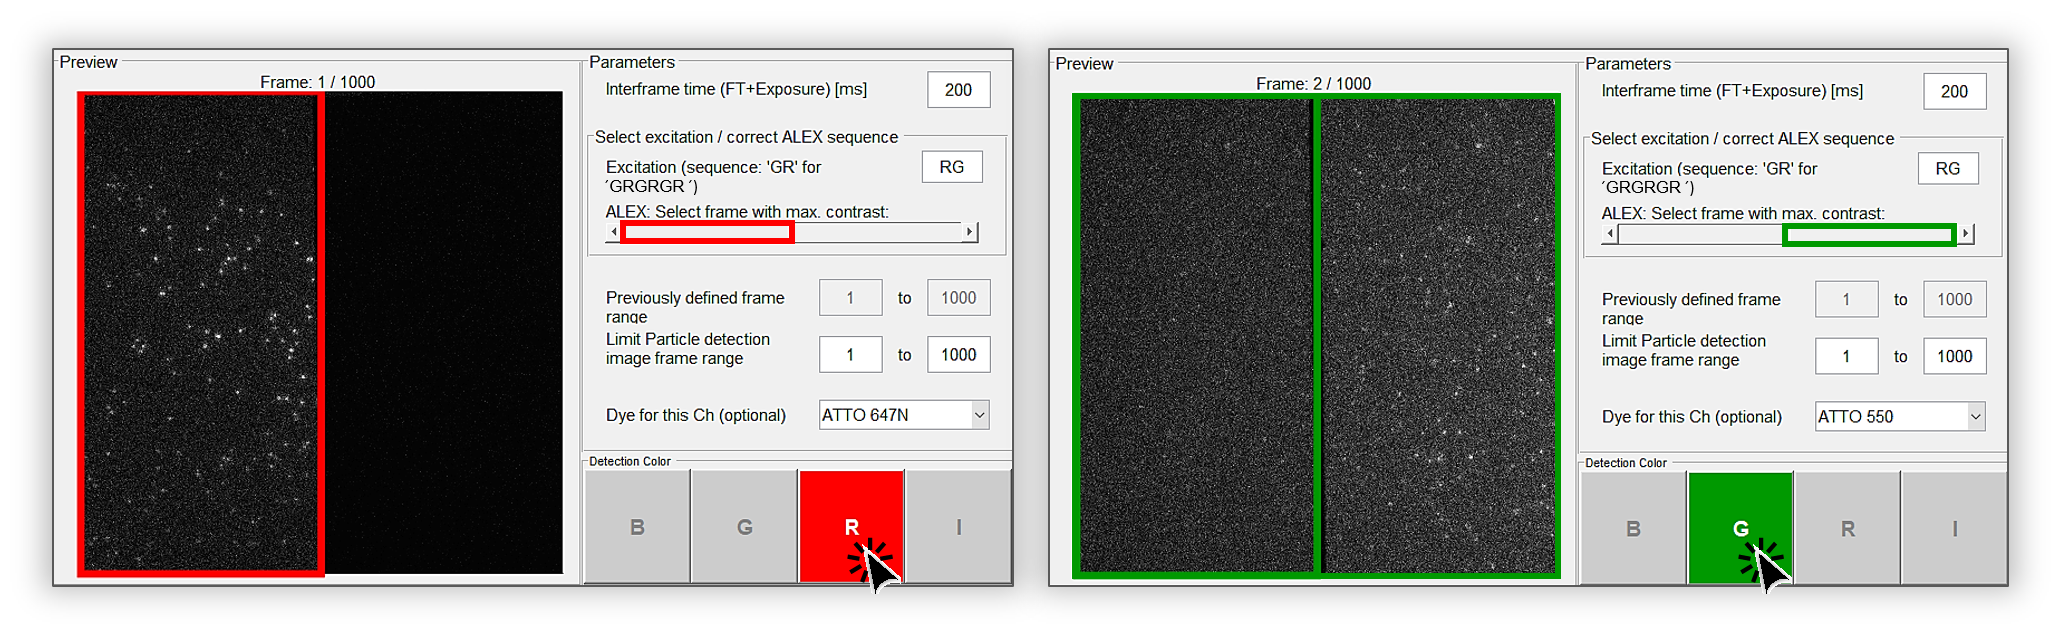 Preview
Frame: 1 / 1000
Parameters
Interframe time (FT+Exposure) [ms]
200
Select excitation / correct ALEX sequence
Excitation (sequence: 'GR' for
´GRGRGR ´)
RG
ALEX: Select frame with max. contrast:
Previously defined frame
range
1 to 1000
Limit Particle detection
image frame range
1 to 1000
Dye for this Ch (optional)
ATTO 647N
Detection Color
B G R I
Preview
Frame: 2 / 1000
Parameters
Interframe time (FT+Exposure) [ms]
200
Select excitation / correct ALEX sequence
Excitation (sequence: 'GR' for
´GRGRGR ´)
RG
ALEX: Select frame with max. contrast:
Previously defined frame
range
1 to 1000
Limit Particle detection
image frame range
1 to 1000
Dye for this Ch (optional)
ATTO 550
Detection Color
B G R I